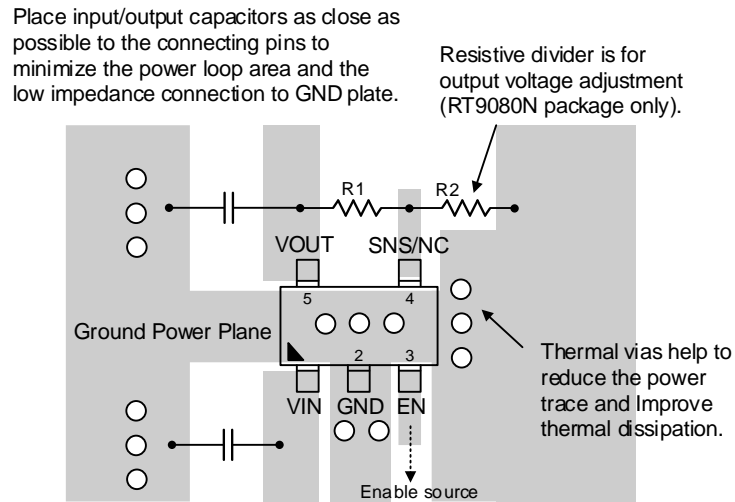 Place input/output capacitors as close as
possible to the connecting pins to
minimize the power loop area and the
low impedance connection to GND plate.
Resistive divider is for
output voltage adjustment
(RT9080N package only).
R1
R2
VOUT
SNS/NC
5
4
Ground Power Plane
2
3
VIN
GND
EN
Thermal vias help to
reduce the power
trace and Improve
thermal dissipation.
Enable source